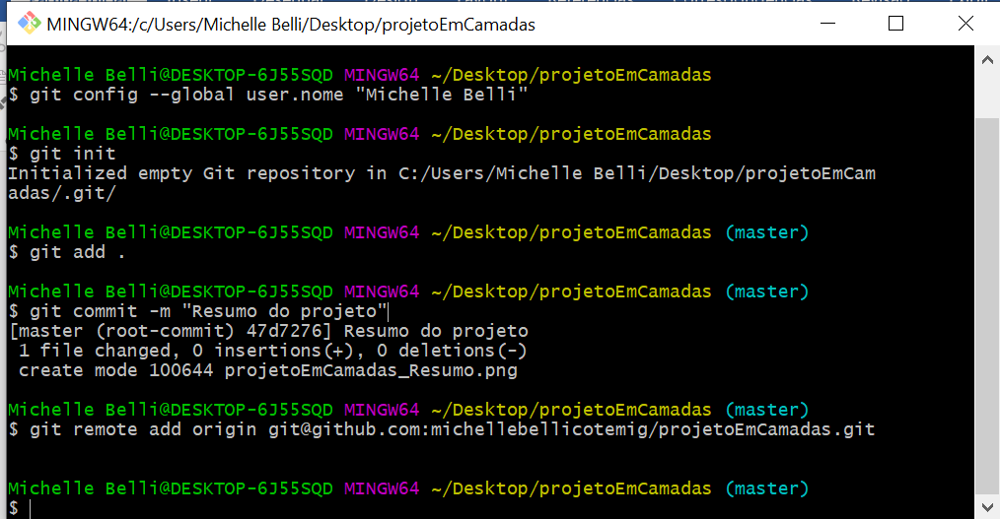 MINGW64:/c/Users/Michelle Belli/Desktop/projetoEmCamadas
Michelle Belli@DESKTOP-6J55SQD MINGW64 ~/Desktop/projetoEmCamadas
$ git config --global user.nome "Michelle Belli"
Michelle Belli@DESKTOP-6J55SQD MINGW64 ~/Desktop/projetoEmCamadas
$ git init
Initialized empty Git repository in C:/Users/Michelle Belli/Desktop/projetoEmCam
adas/.git/
Michelle Belli@DESKTOP-6J55SQD MINGW64 ~/Desktop/projetoEmCamadas (master)
$ git add .
Michelle Belli@DESKTOP-6J55SQD MINGW64 ~/Desktop/projetoEmCamadas (master)
$ git commit -m "Resumo do projeto"
[master (root-commit) 47d7276] Resumo do projeto
1 file changed, 0 insertions(+), 0 deletions(-)
create mode 100644 projetoEmCamadas_Resumo.png
Michelle Belli@DESKTOP-6J55SQD MINGW64 ~/Desktop/projetoEmCamadas (master)
$ git remote add origin git@github.com:michellebellicotemig/projetoEmCamadas.git
Michelle Belli@DESKTOP-6J55SQD MINGW64 ~/Desktop/projetoEmCamadas (master)
$